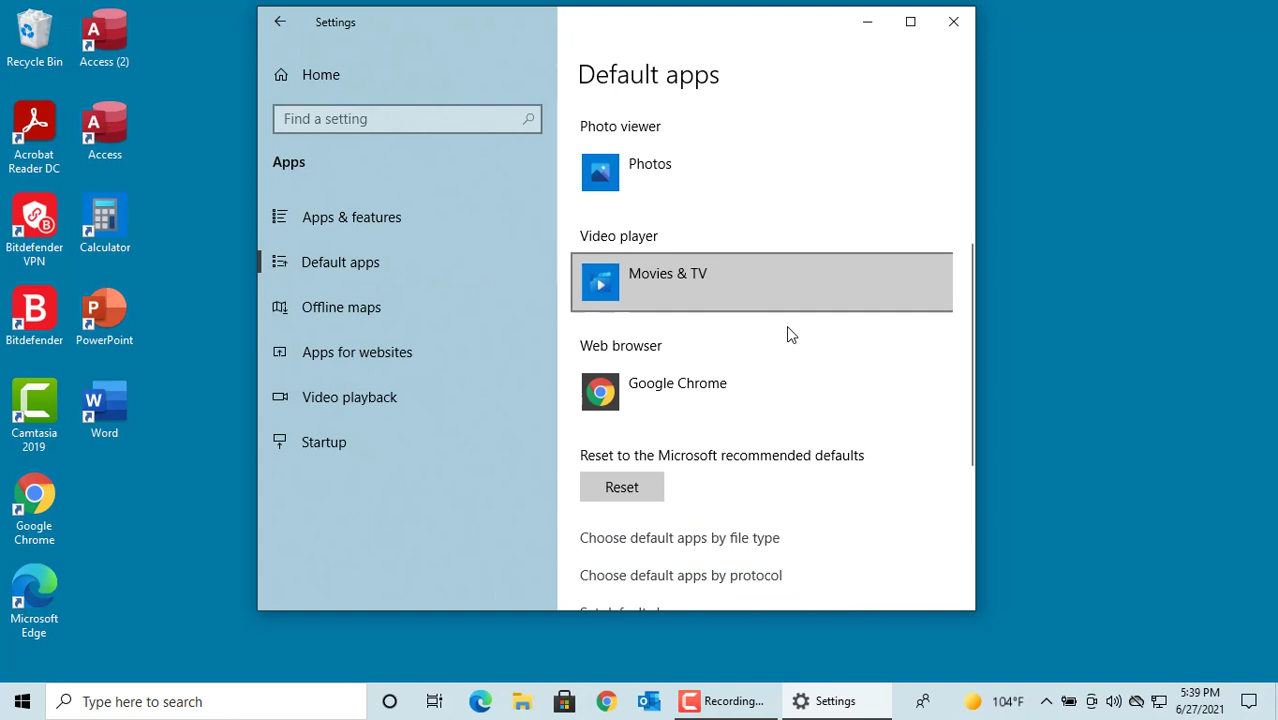 Recycle Bin
Access (2)
Acrobat
Reader DC
Access
Bitdefender
VPN
Calculator
Bitdefender
PowerPoint
Camtasia
2019
Word
Google
Chrome
Microsoft
Edge
Settings
Home
Find a setting
Apps
Apps & features
Default apps
Offline maps
Apps for websites
Video playback
Startup
Default apps
Photo viewer
Photos
Video player
Movies & TV
Web browser
Google Chrome
Reset to the Microsoft recommended defaults
Reset
Choose default apps by file type
Choose default apps by protocol
Type here to search
Recording...
Settings
104°F
5:39 PM
6/27/2021